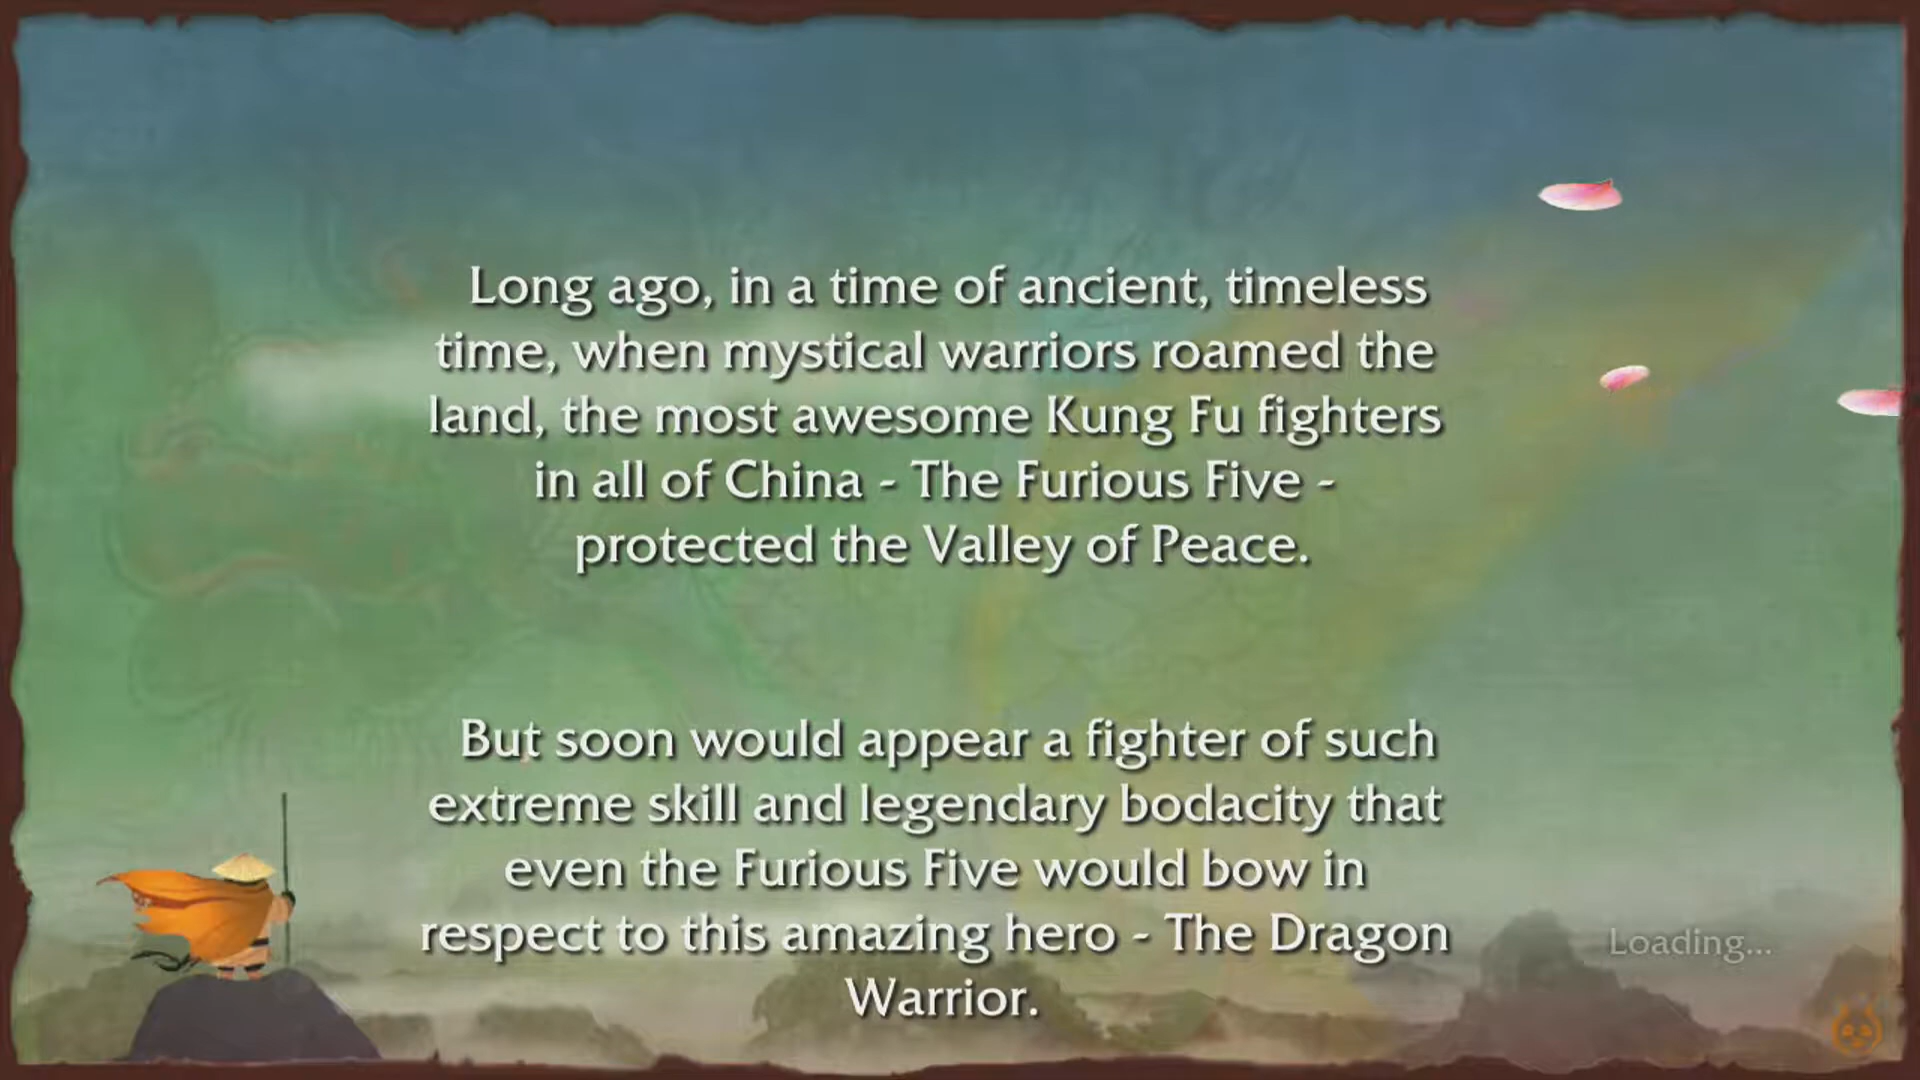 Long ago, in a time of ancient, timeless
time, when mystical warriors roamed the
land, the most awesome Kung Fu fighters
in all of China - The Furious Five -
protected the Valley of Peace.
But soon would appear a fighter of such
extreme skill and legendary bodacity that
even the Furious Five would bow in
respect to this amazing hero - The Dragon
Warrior.
Loading...